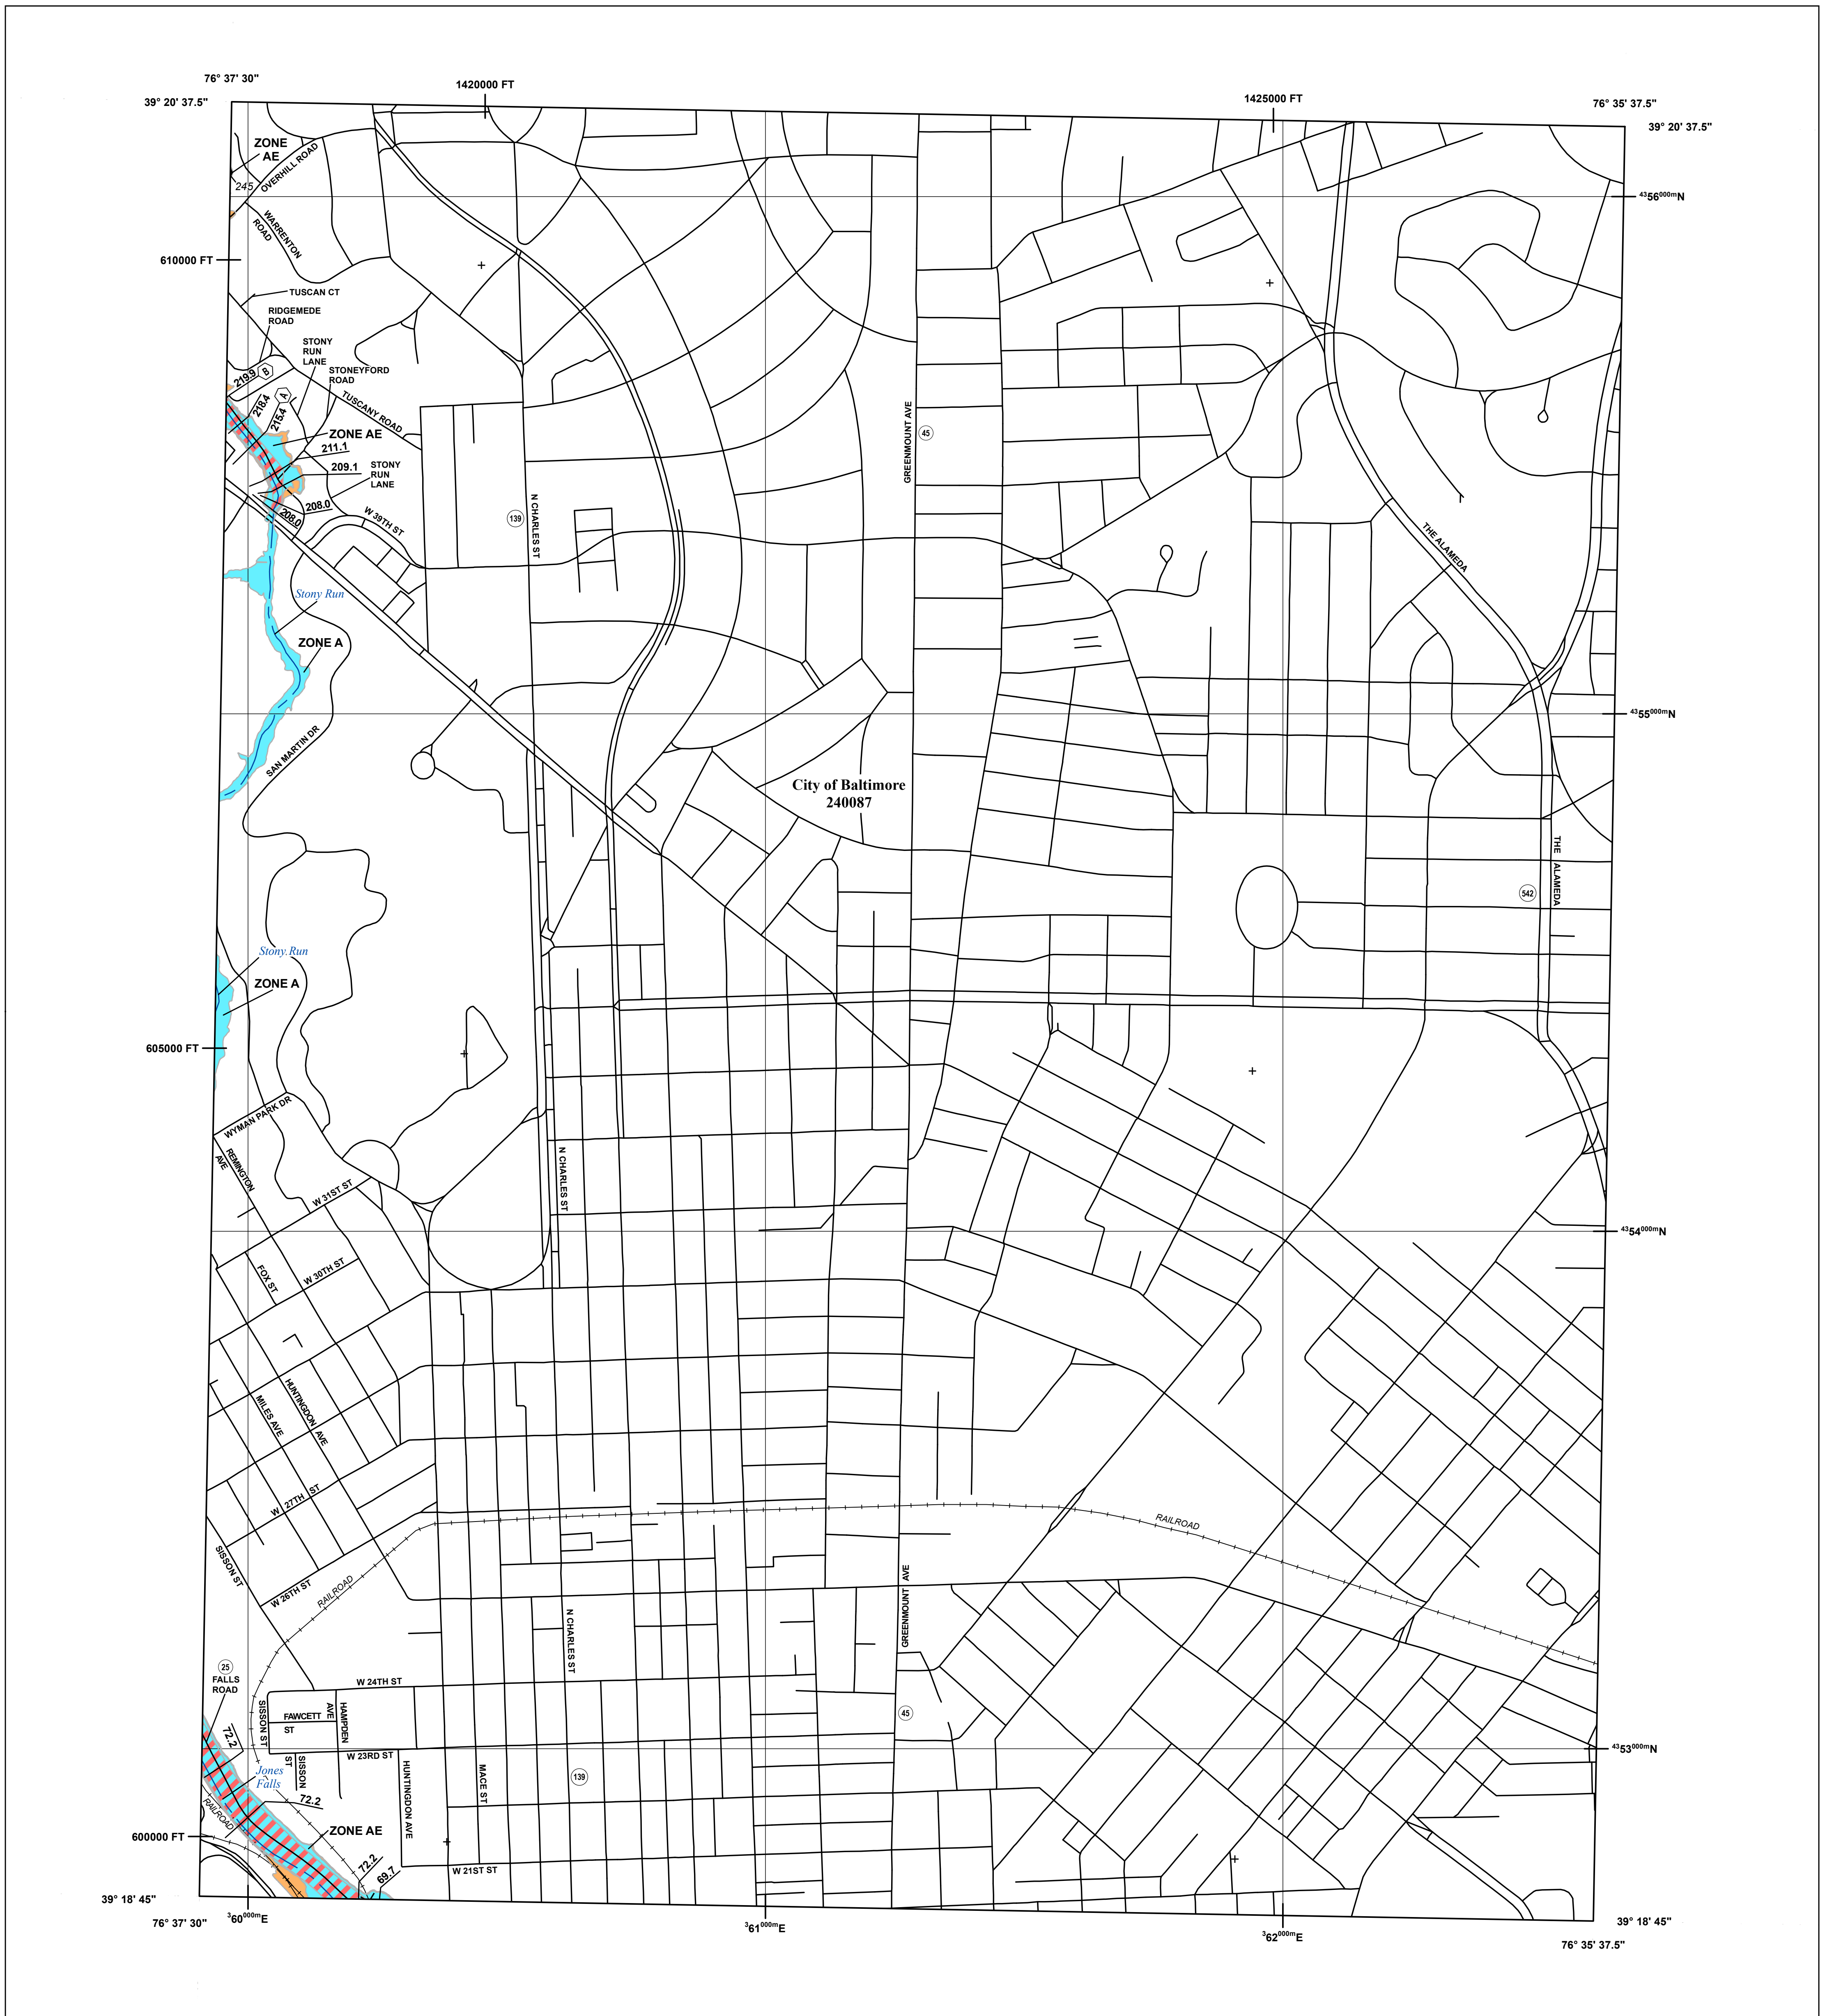 76° 37' 30"
1420000 FT
1425000 FT
76° 35' 37.5"
39° 20' 37.5"
39° 20' 37.5"
ZONE
AE
OVERHILL ROAD
245
4356000mN
WARRENTON
ROAD
610000 FT
TUSCAN CT
RIDGEMEDE
ROAD
STONY
RUN
LANE
STONEYFORD
ROAD
219.9
B
218.4
A
215.4
TUSCANY ROAD
ZONE AE
211.1
209.1
STONY
RUN
LANE
208.0
208.0
W 39TH ST
GREENMOUNT AVE
45
N CHARLES ST
139
THE ALAMEDA
Stony Run
ZONE A
SAN MARTIN DR
4355000mN
City of Baltimore
240087
THE ALAMEDA
542
Stony Run
ZONE A
605000 FT
WYMAN PARK DR
REMINGTON
AVE
W 31ST ST
N CHARLES ST
4354000mN
FOX ST
W 30TH ST
MILES AVE
HUNTINGDON AVE
W 27TH ST
RAILROAD
SISSON ST
W 26TH ST
RAILROAD
GREENMOUNT AVE
N CHARLES ST
25
FALLS
ROAD
W 24TH ST
SISSON ST
FAWCETT
ST
HAMPDEN
AVE
45
72.2
W 23RD ST
4353000mN
SISSON
ST
Jones
Falls
HUNTINGDON AVE
MACE ST
139
72.2
RAILROAD
ZONE AE
600000 FT
72.2
69.7
W 21ST ST
39° 18' 45"
76° 37' 30"
360000mE
361000mE
362000mE
39° 18' 45"
76° 35' 37.5"